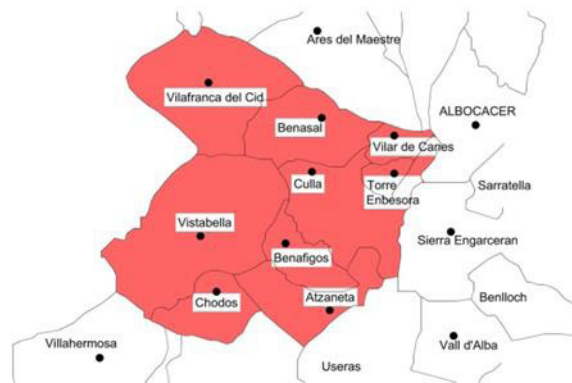 Ares del Maestre
Vilafranca del Cid
ALBOCACER
Benasal
Vilar de Canes
Culla
Torre
Enbesora
Sarratella
Vistabella
Sierra Engarceran
Benafigos
Chodos
Atzaneta
Benlloch
Villahermosa
Useras
Vall d'Alba